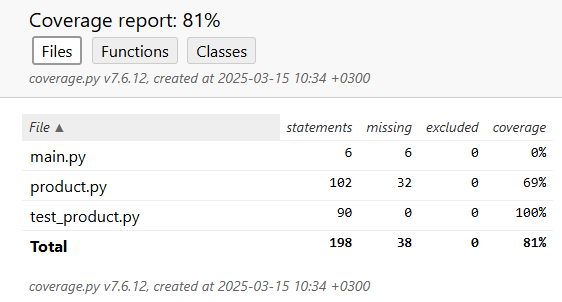 Coverage report: 81%
Files Functions Classes
coverage.py v7.6.12, created at 2025-03-15 10:34 +0300
File ▲ statements missing excluded coverage
main.py 6 6 0 0%
product.py 102 32 0 69%
test_product.py 90 0 0 100%
Total 198 38 0 81%
coverage.py v7.6.12, created at 2025-03-15 10:34 +0300